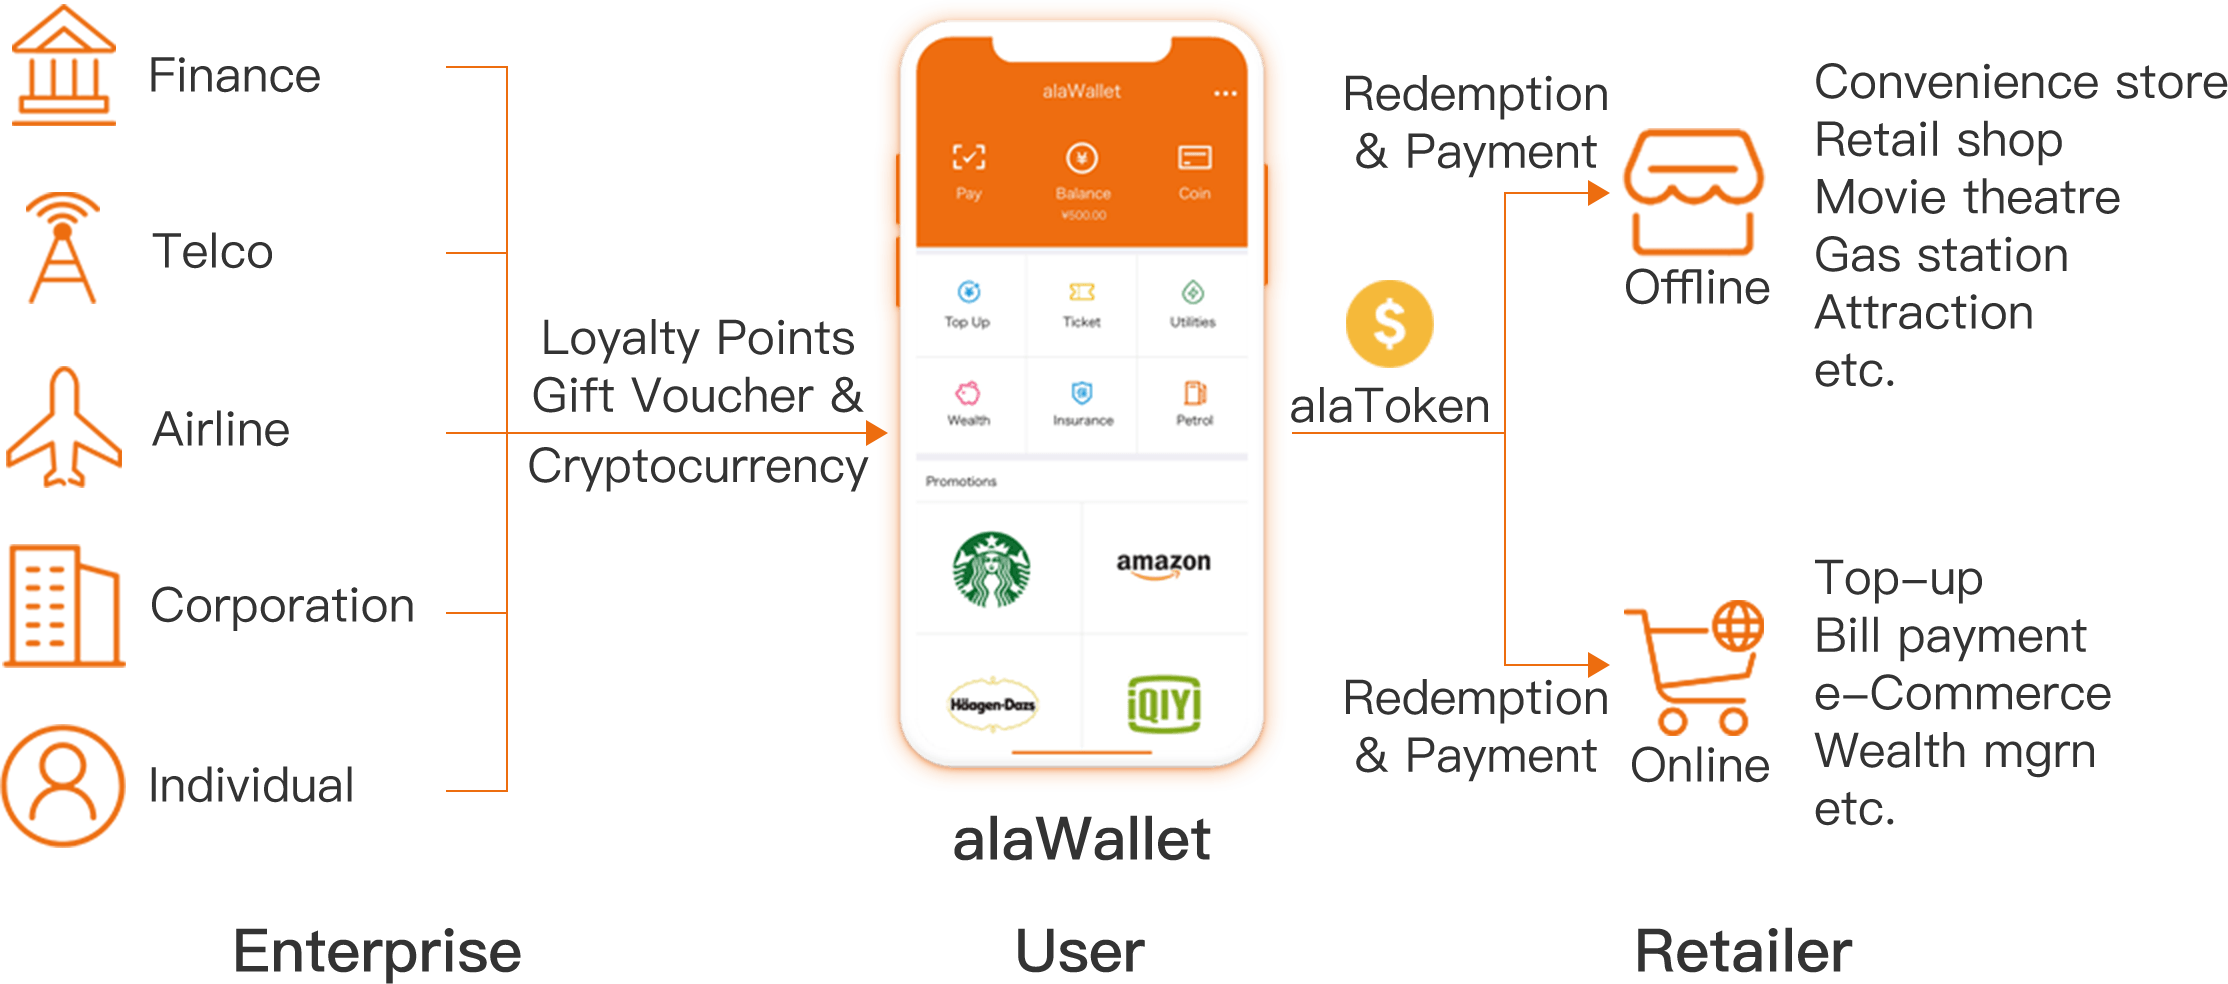 Finance
Telco
Airline
Corporation
Individual
Enterprise
Loyalty Points
Gift Voucher &
Cryptocurrency
alaWallet
Pay
Balance
Coin
¥500.00
Top Up
Ticket
Utilities
Wealth
Insurance
Petrol
Promotions
amazon
Häagen-Dazs
iQIYI
alaWallet
User
alaToken
Redemption
& Payment
Offline
Convenience store
Retail shop
Movie theatre
Gas station
Attraction
etc.
Redemption
& Payment
Online
Top-up
Bill payment
e-Commerce
Wealth mgrn
etc.
Retailer